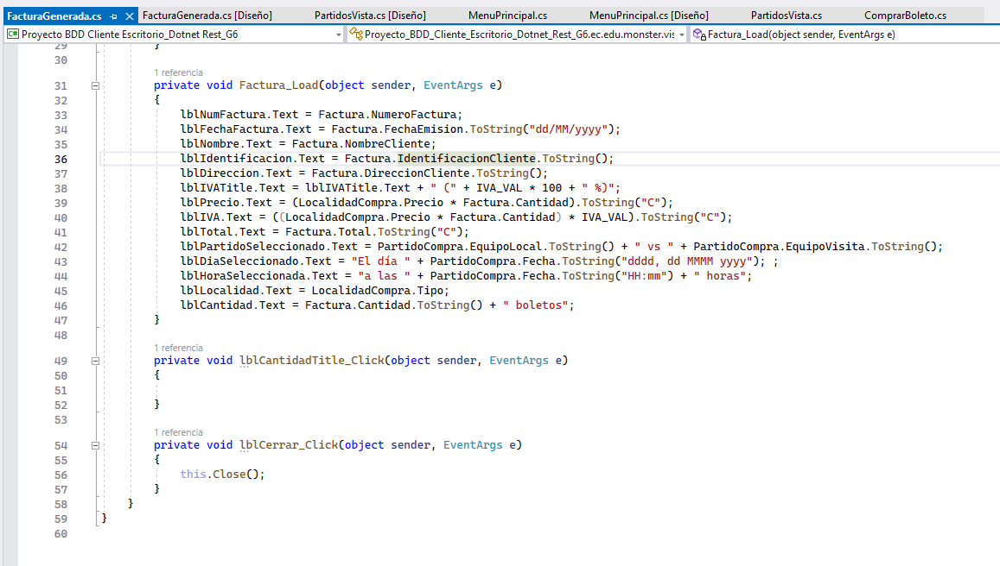 FacturaGenerada.cs FacturaGenerada.cs [Diseño] PartidosVista.cs [Diseño] MenuPrincipal.cs MenuPrincipal.cs [Diseño] PartidosVista.cs ComprarBoleto.cs
C# Proyecto BDD Cliente Escritorio_Dotnet Rest_G6 Proyecto_BDD_Cliente_Escritorio_Dotnet_Rest_G6.ec.edu.monster.vis Factura_Load(object sender, EventArgs e)
29 }
30
1 referencia
31 private void Factura_Load(object sender, EventArgs e)
32 {
33 lblNumFactura.Text = Factura.NumeroFactura;
34 lblFechaFactura.Text = Factura.FechaEmision.ToString("dd/MM/yyyy");
35 lblNombre.Text = Factura.NombreCliente;
36 lblIdentificacion.Text = Factura.IdentificacionCliente.ToString();
37 lblDireccion.Text = Factura.DireccionCliente.ToString();
38 lblIVATitle.Text = lblIVATitle.Text + " (" + IVA_VAL * 100 + " %)";
39 lblPrecio.Text = (LocalidadCompra.Precio * Factura.Cantidad).ToString("C");
40 lblIVA.Text = ((LocalidadCompra.Precio * Factura.Cantidad) * IVA_VAL).ToString("C");
41 lblTotal.Text = Factura.Total.ToString("C");
42 lblPartidoSeleccionado.Text = PartidoCompra.EquipoLocal.ToString() + " vs " + PartidoCompra.EquipoVisita.ToString();
43 lblDiaSeleccionado.Text = "El día " + PartidoCompra.Fecha.ToString("dddd, dd MMMM yyyy"); ;
44 lblHoraSeleccionada.Text = "a las " + PartidoCompra.Fecha.ToString("HH:mm") + " horas";
45 lblLocalidad.Text = LocalidadCompra.Tipo;
46 lblCantidad.Text = Factura.Cantidad.ToString() + " boletos";
47 }
48
1 referencia
49 private void lblCantidadTitle_Click(object sender, EventArgs e)
50 {
51
52 }
53
1 referencia
54 private void lblCerrar_Click(object sender, EventArgs e)
55 {
56 this.Close();
57 }
58 }
59 }
60